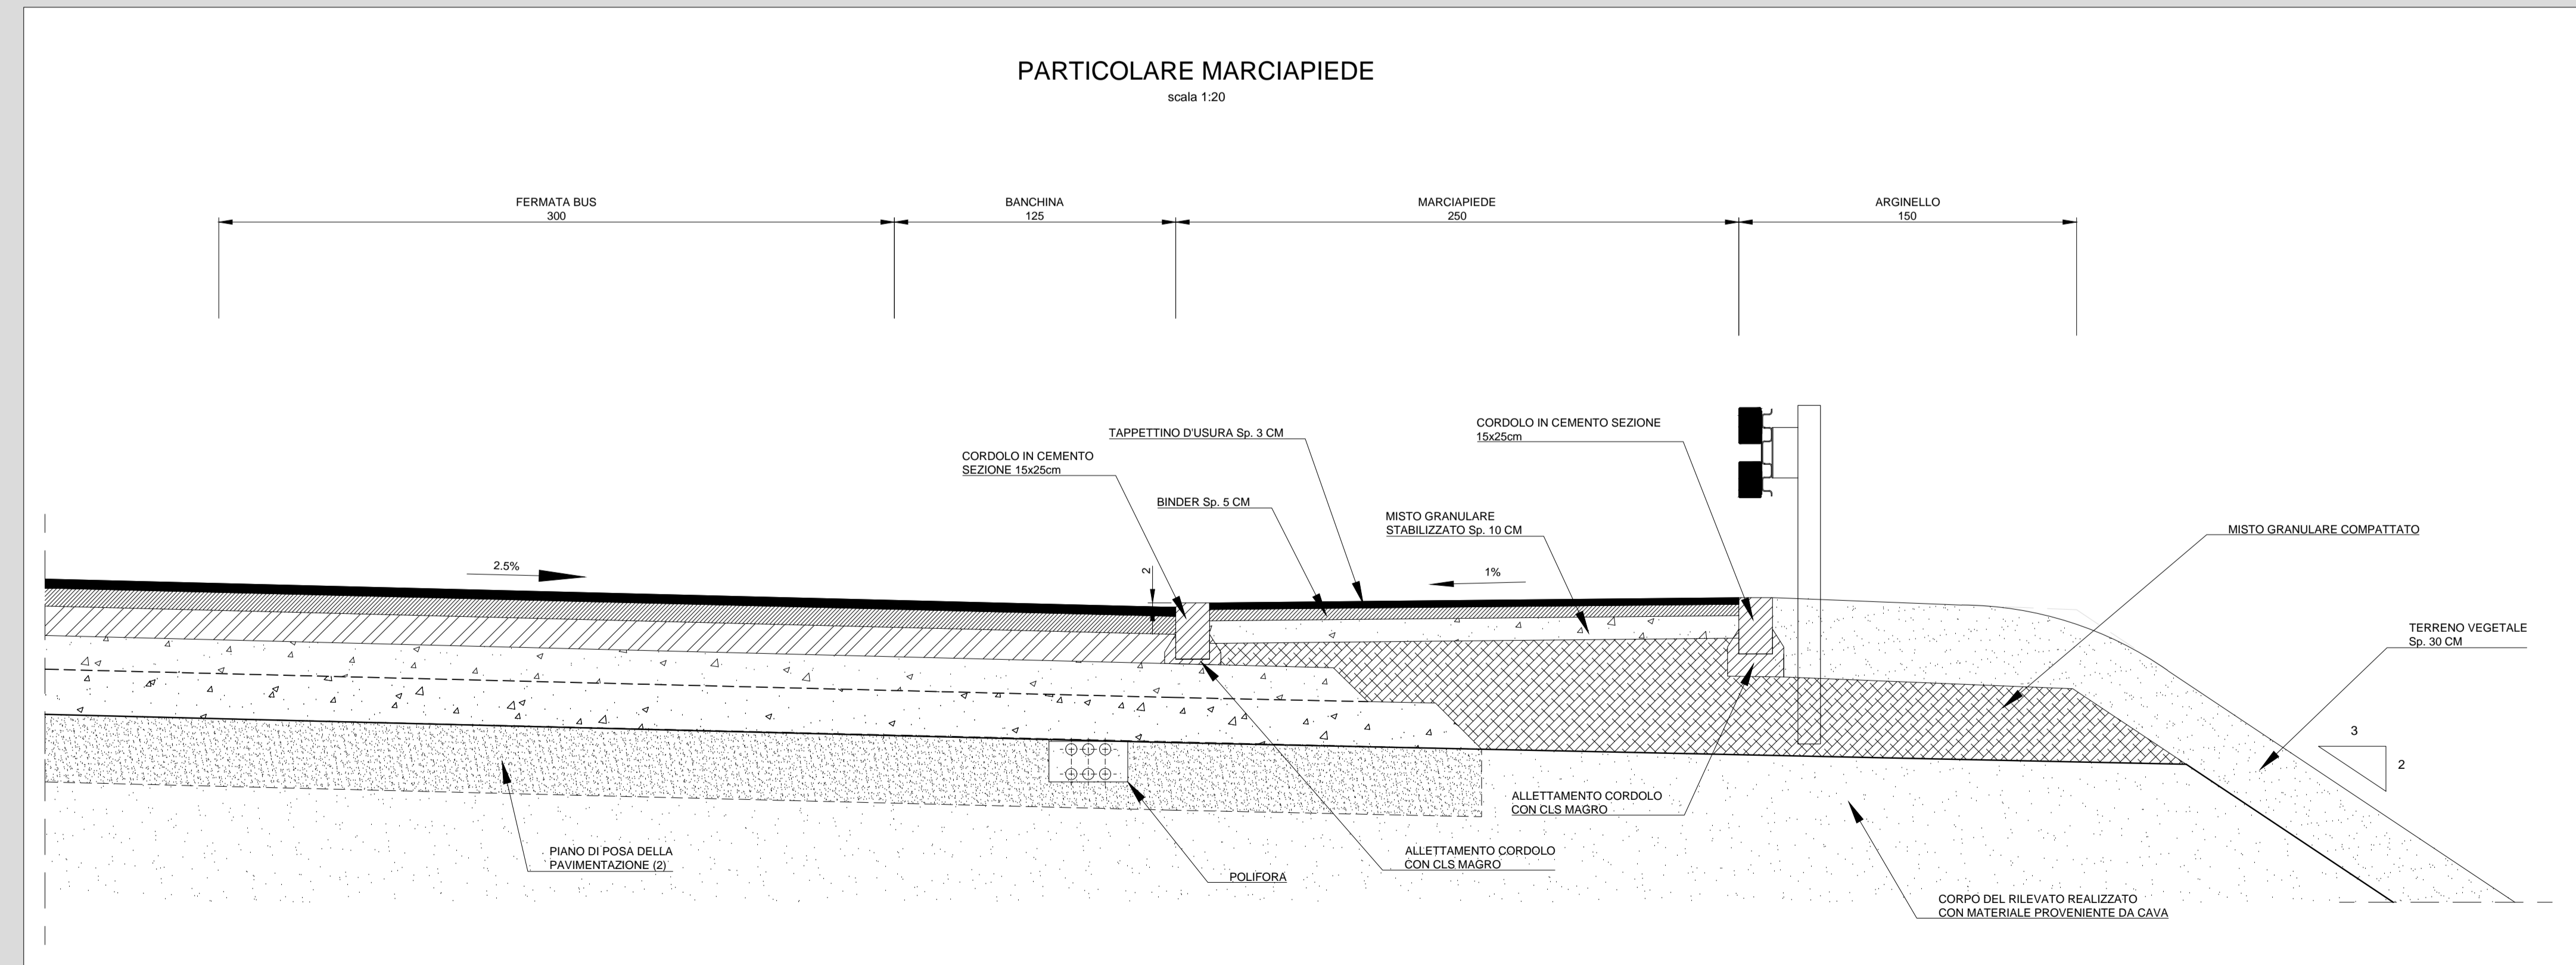 PARTICOLARE MARCIAPIEDE
scala 1:20
FERMATA BUS
300
BANCHINA
125
MARCIAPIEDE
250
ARGINELLO
150
CORDOLO IN CEMENTO SEZIONE
15x25cm
TAPPETTINO D'USURA Sp. 3 CM
CORDOLO IN CEMENTO
SEZIONE 15x25cm
BINDER Sp. 5 CM
MISTO GRANULARE
STABILIZZATO Sp. 10 CM
MISTO GRANULARE COMPATTATO
2.5%
2
1%
TERRENO VEGETALE
Sp. 30 CM
3
2
ALLETTAMENTO CORDOLO
CON CLS MAGRO
PIANO DI POSA DELLA
PAVIMENTAZIONE (2)
ALLETTAMENTO CORDOLO
CON CLS MAGRO
POLIFORA
CORPO DEL RILEVATO REALIZZATO
CON MATERIALE PROVENIENTE DA CAVA